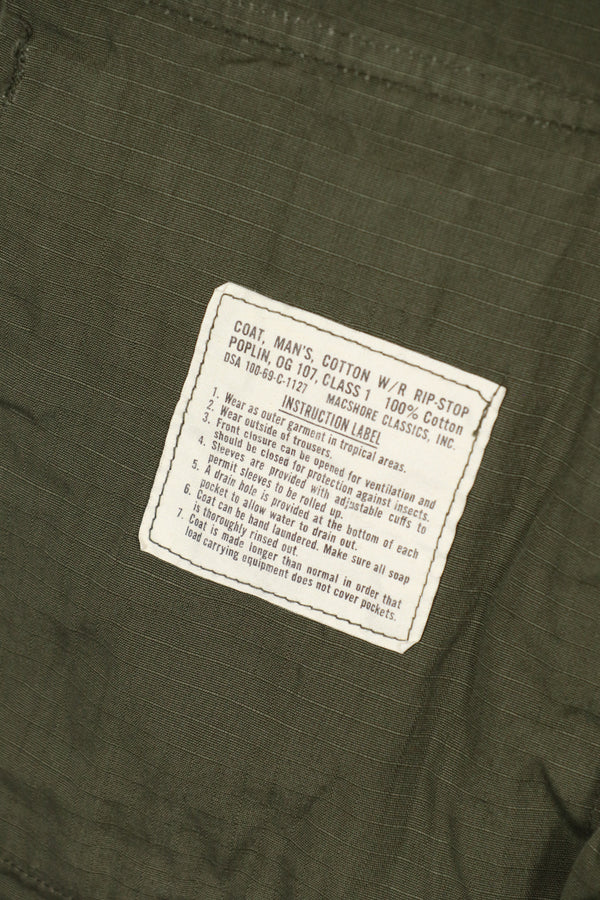 COAT, MAN'S, COTTON W/R RIP-STOP
POPLIN, OG 107, CLASS 1 100% Cotton
DSA 100-69-C-1127 MACSHORE CLASSICS, INC.
INSTRUCTION LABEL
1. Wear as outer garment in tropical areas.
2. Wear outside of trousers.
3. Front closure can be opened for ventilation and
should be closed for protection against insects.
4. Sleeves are provided with adjustable cuffs to
permit sleeves to be rolled up.
5. A drain hole is provided at the bottom of each
pocket to allow water to drain out.
6. Coat can be hand laundered. Make sure all soap
is thoroughly rinsed out.
7. Coat is made longer than normal in order that
load carrying equipment does not cover pockets.